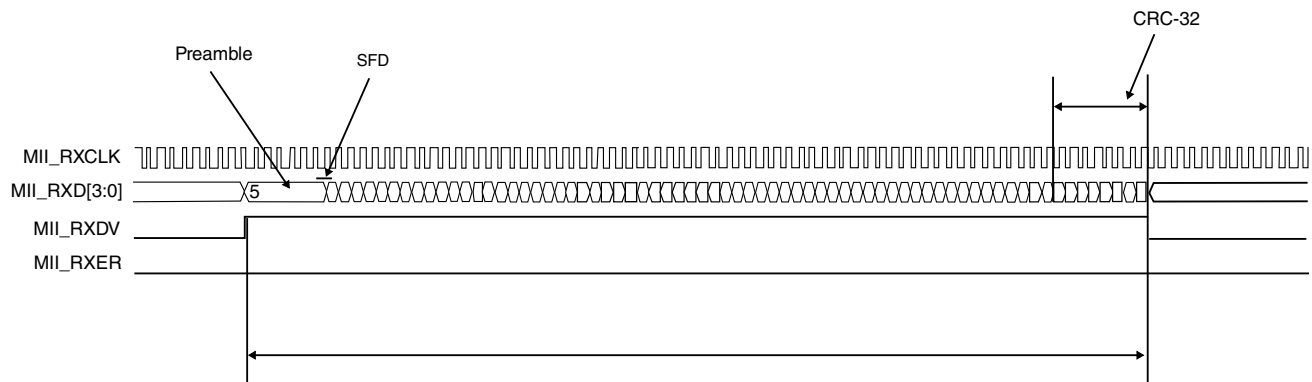 CRC-32
Preamble
SFD
MII_RXCLK
MII_RXD[3:0]
5
MII_RXDV
MII_RXER